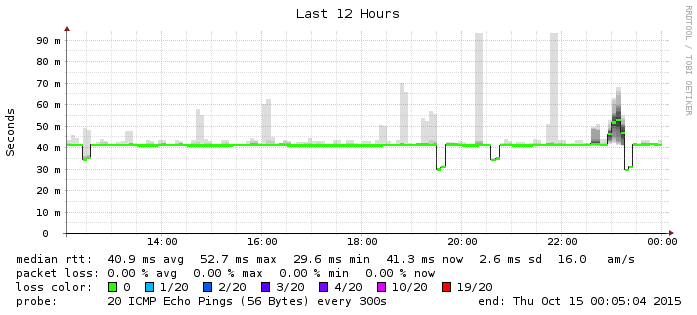 Last 12 Hours
RRDTOOL / TOBI OETIKER
Seconds
90 m
80 m
70 m
60 m
50 m
40 m
30 m
20 m
10 m
0
14:00 16:00 18:00 20:00 22:00 00:00
median rtt: 40.9 ms avg 52.7 ms max 29.6 ms min 41.3 ms now 2.6 ms sd 16.0 am/s
packet loss: 0.00 % avg 0.00 % max 0.00 % min 0.00 % now
loss color: 0 1/20 2/20 3/20 4/20 10/20 19/20
probe: 20 ICMP Echo Pings (56 Bytes) every 300s end: Thu Oct 15 00:05:04 2015